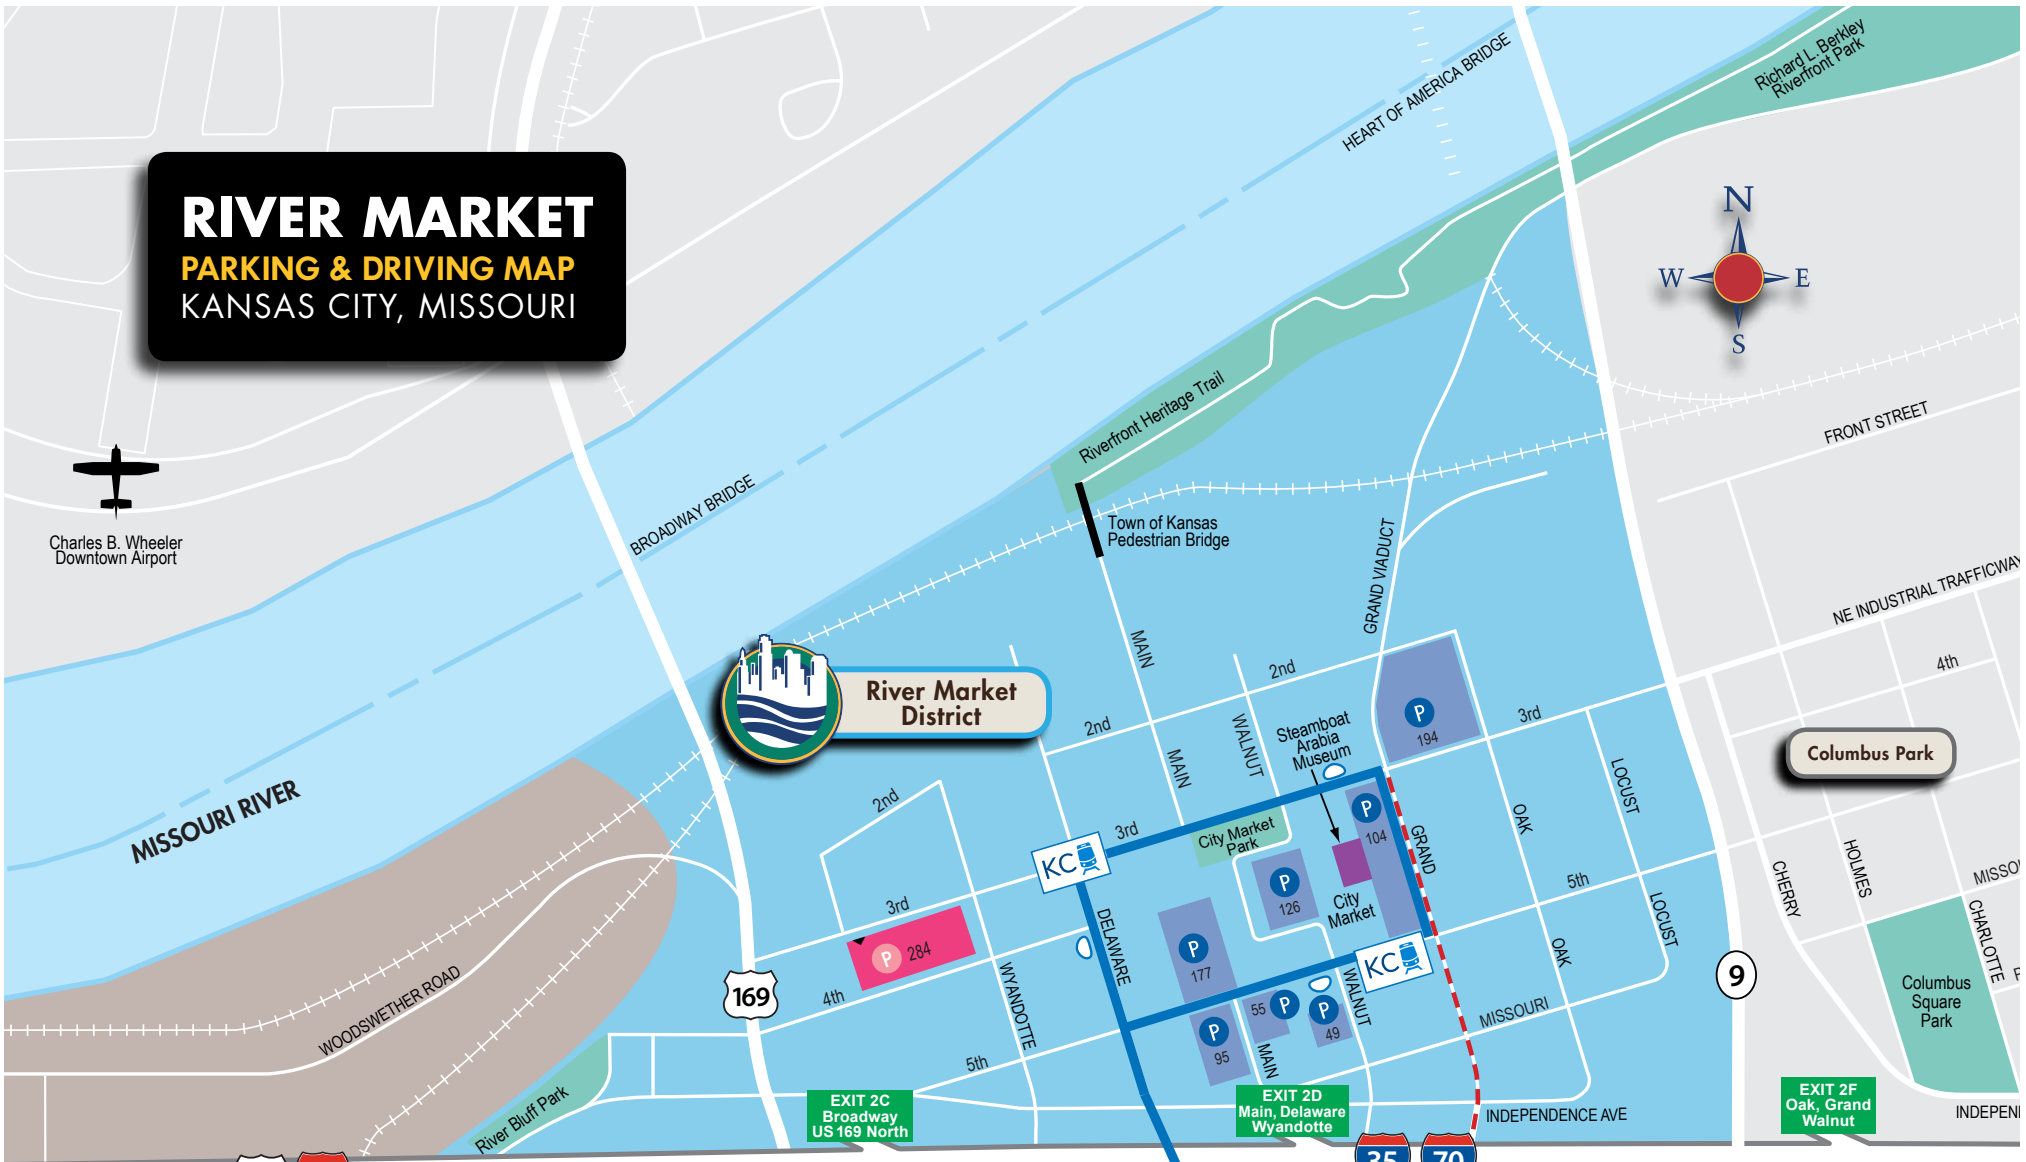 RIVER MARKET
PARKING & DRIVING MAP
KANSAS CITY, MISSOURI
HEART OF AMERICA BRIDGE
Richard L. Berkley
Riverfront Park
N
W
E
S
Riverfront Heritage Trail
FRONT STREET
BROADWAY BRIDGE
Charles B. Wheeler
Downtown Airport
Town of Kansas
Pedestrian Bridge
GRAND VIADUCT
NE INDUSTRIAL TRAFFICWAY
MAIN
2nd
4th
River Market
District
2nd
WALNUT
Steamboat
Arabia
Museum
P
194
3rd
Columbus Park
MAIN
LOCUST
MISSOURI RIVER
2nd
3rd
City Market
Park
P
104
GRAND
OAK
KC
HOLMES
CHERRY
5th
MISSOU
P
126
City
Market
3rd
P
284
DELAWARE
LOCUST
CHARLOTTE
P
177
KC
OAK
9
169
4th
WYANDOTTE
WALNUT
WOODSWETHER ROAD
Columbus
Square
Park
55
P
P
49
MISSOURI
P
95
MAIN
5th
River Bluff Park
EXIT 2C
Broadway
US 169 North
EXIT 2D
Main, Delaware
Wyandotte
INDEPENDENCE AVE
EXIT 2F
Oak, Grand
Walnut
INDEPEN
35
70